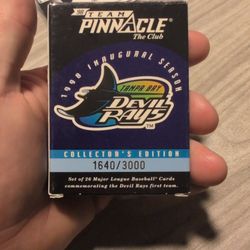 TEAM
PINNACLE
The Club
1998 INAUGURAL SEASON
TAMPA BAY
DEVIL
RAYS
TM
COLLECTOR'S EDITION
1640/3000
Set of 26 Major League Baseball Cards
commemorating the Devil Rays first team.